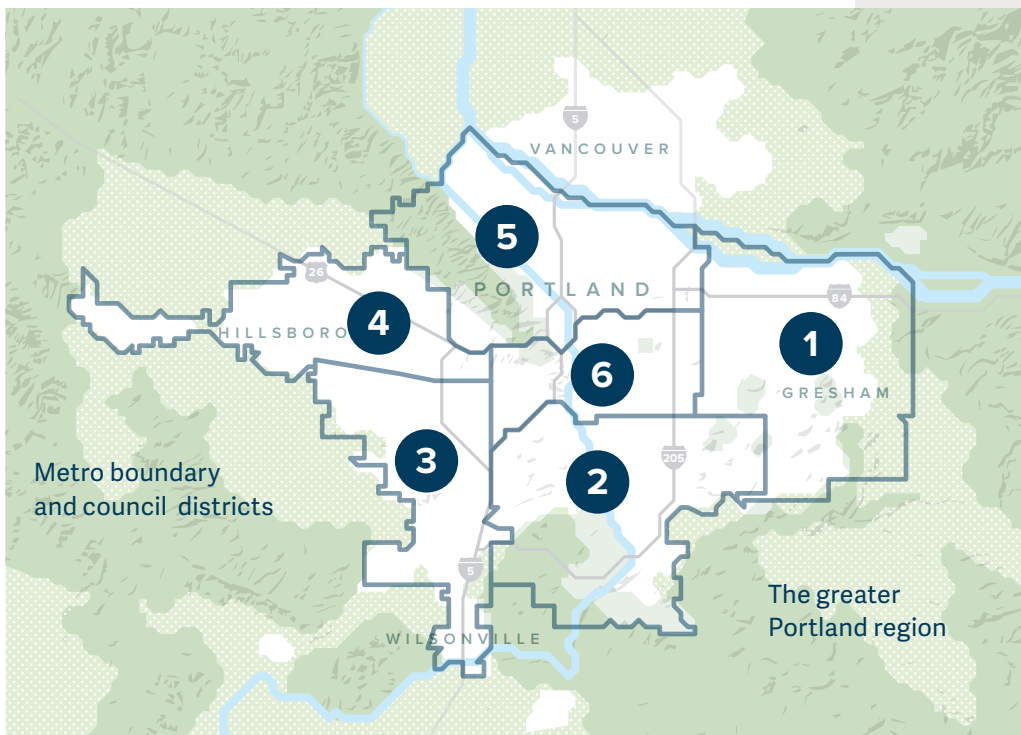 5
VANCOUVER
5
26
PORTLAND
84
HILLSBORO
4
1
6
GRESHAM
3
205
2
Metro boundary
and council districts
5
The greater
Portland region
WILSONVILLE